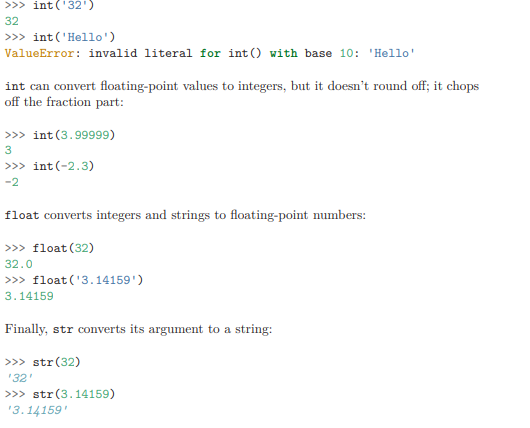 >>> int('32')
32
>>> int('Hello')
ValueError: invalid literal for int() with base 10: 'Hello'
int can convert floating-point values to integers, but it doesn't round off; it chops
off the fraction part:
>>> int(3.99999)
3
>>> int(-2.3)
-2
float converts integers and strings to floating-point numbers:
>>> float(32)
32.0
>>> float('3.14159')
3.14159
Finally, str converts its argument to a string:
>>> str(32)
'32'
>>> str(3.14159)
'3.14159'